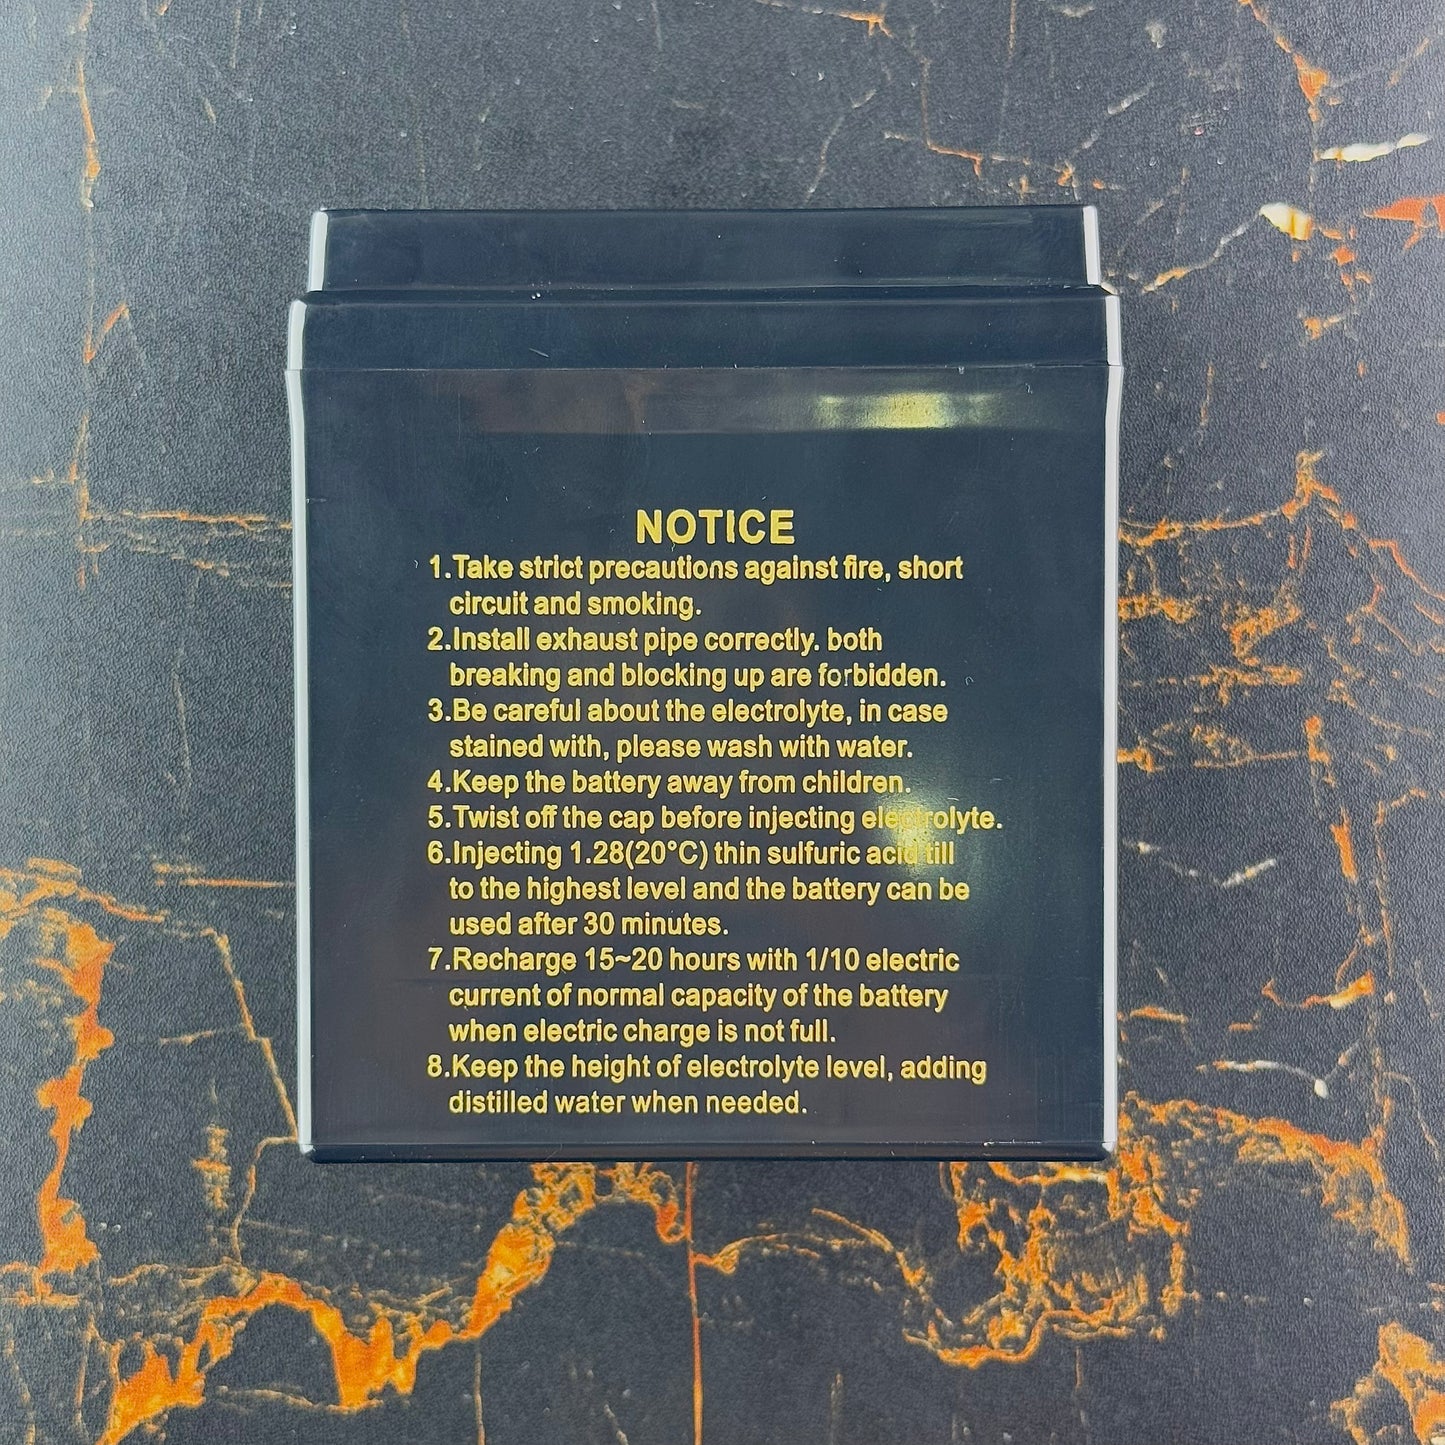 NOTICE
1.Take strict precautions against fire, short
circuit and smoking.
2.Install exhaust pipe correctly. both
breaking and blocking up are forbidden.
3.Be careful about the electrolyte, in case
stained with, please wash with water.
4.Keep the battery away from children.
5.Twist off the cap before injecting electrolyte.
6.Injecting 1.28(20°C) thin sulfuric acid till
to the highest level and the battery can be
used after 30 minutes.
7.Recharge 15~20 hours with 1/10 electric
current of normal capacity of the battery
when electric charge is not full.
8.Keep the height of electrolyte level, adding
distilled water when needed.